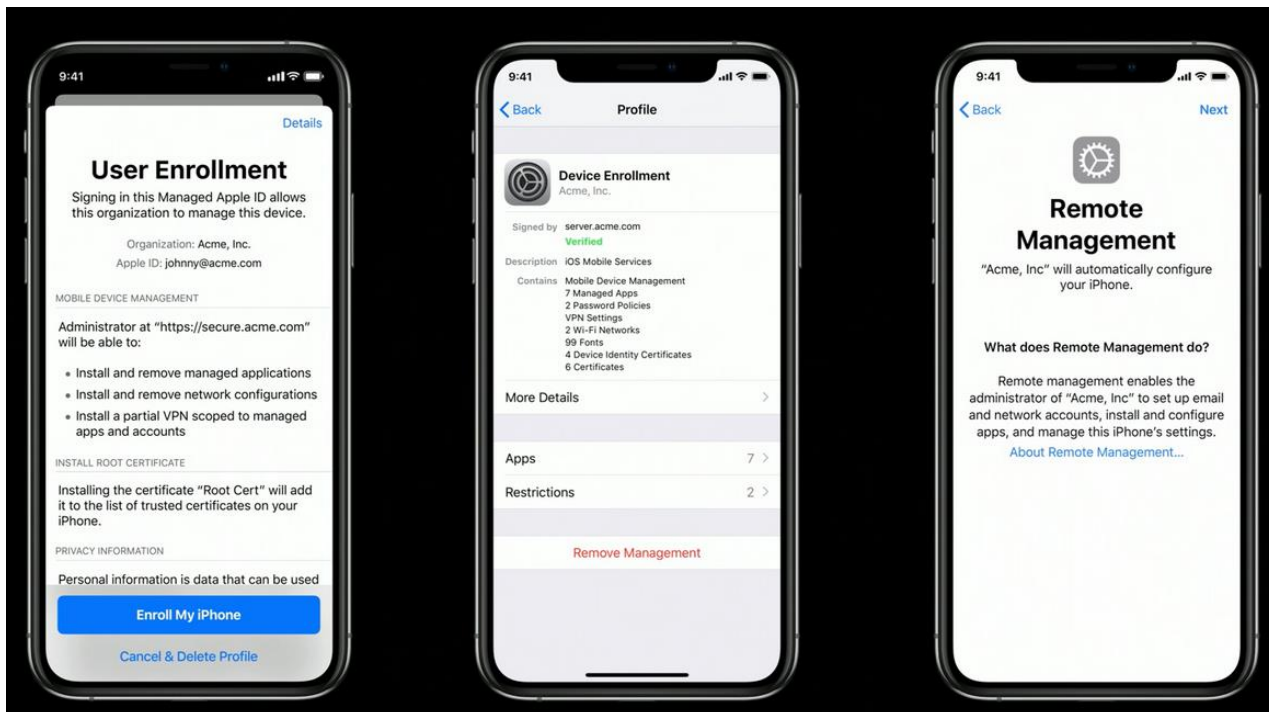 9:41
Details
User Enrollment
Signing in this Managed Apple ID allows
this organization to manage this device.
Organization: Acme, Inc.
Apple ID: johnny@acme.com
MOBILE DEVICE MANAGEMENT
Administrator at “https://secure.acme.com”
will be able to:
• Install and remove managed applications
• Install and remove network configurations
• Install a partial VPN scoped to managed
apps and accounts
INSTALL ROOT CERTIFICATE
Installing the certificate “Root Cert” will add
it to the list of trusted certificates on your
iPhone.
PRIVACY INFORMATION
Personal information is data that can be used
Enroll My iPhone
Cancel & Delete Profile
9:41
Back
Profile
Device Enrollment
Acme, Inc.
Signed by server.acme.com
Verified
Description iOS Mobile Services
Contains Mobile Device Management
7 Managed Apps
2 Password Policies
VPN Settings
2 Wi-Fi Networks
99 Fonts
4 Device Identity Certificates
6 Certificates
More Details
Apps 7
Restrictions 2
Remove Management
9:41
Back Next
Remote
Management
“Acme, Inc” will automatically configure
your iPhone.
What does Remote Management do?
Remote management enables the
administrator of “Acme, Inc” to set up email
and network accounts, install and configure
apps, and manage this iPhone’s settings.
About Remote Management...